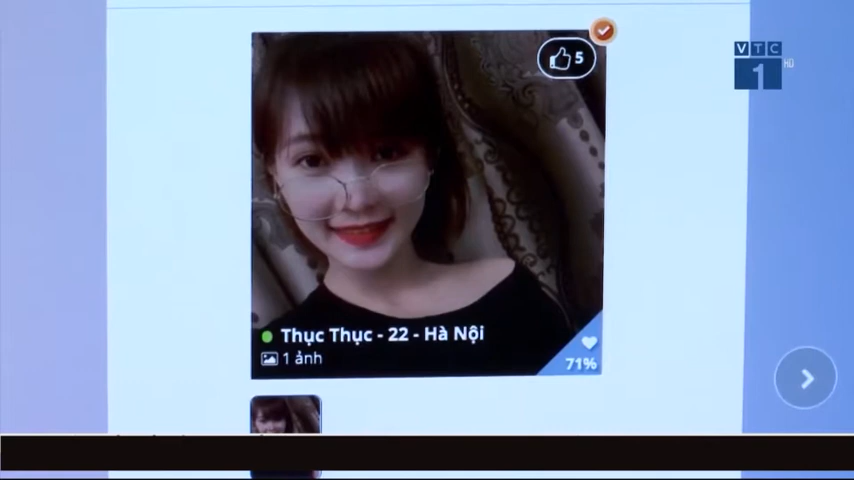 5
VTC
1
HD
Thục Thục - 22 - Hà Nội
1 ảnh
71%